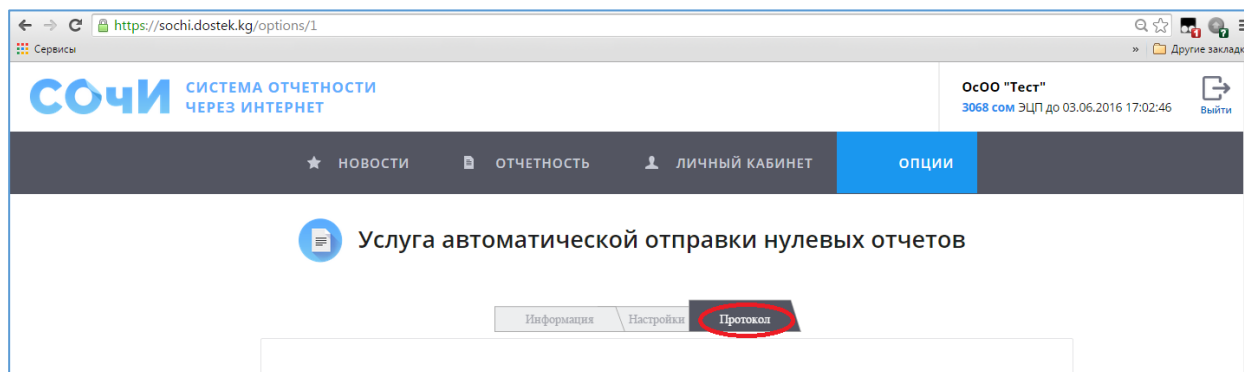 https://sochi.dostek.kg/options/1
Сервисы
» Другие заклад
СОчИ
СИСТЕМА ОТЧЕТНОСТИ
ЧЕРЕЗ ИНТЕРНЕТ
ОсОО "Тест"
3068 сом ЭЦП до 03.06.2016 17:02:46
Выйти
НОВОСТИ ОТЧЕТНОСТЬ ЛИЧНЫЙ КАБИНЕТ ОПЦИИ
Услуга автоматической отправки нулевых отчетов
Информация Настройки Протокол